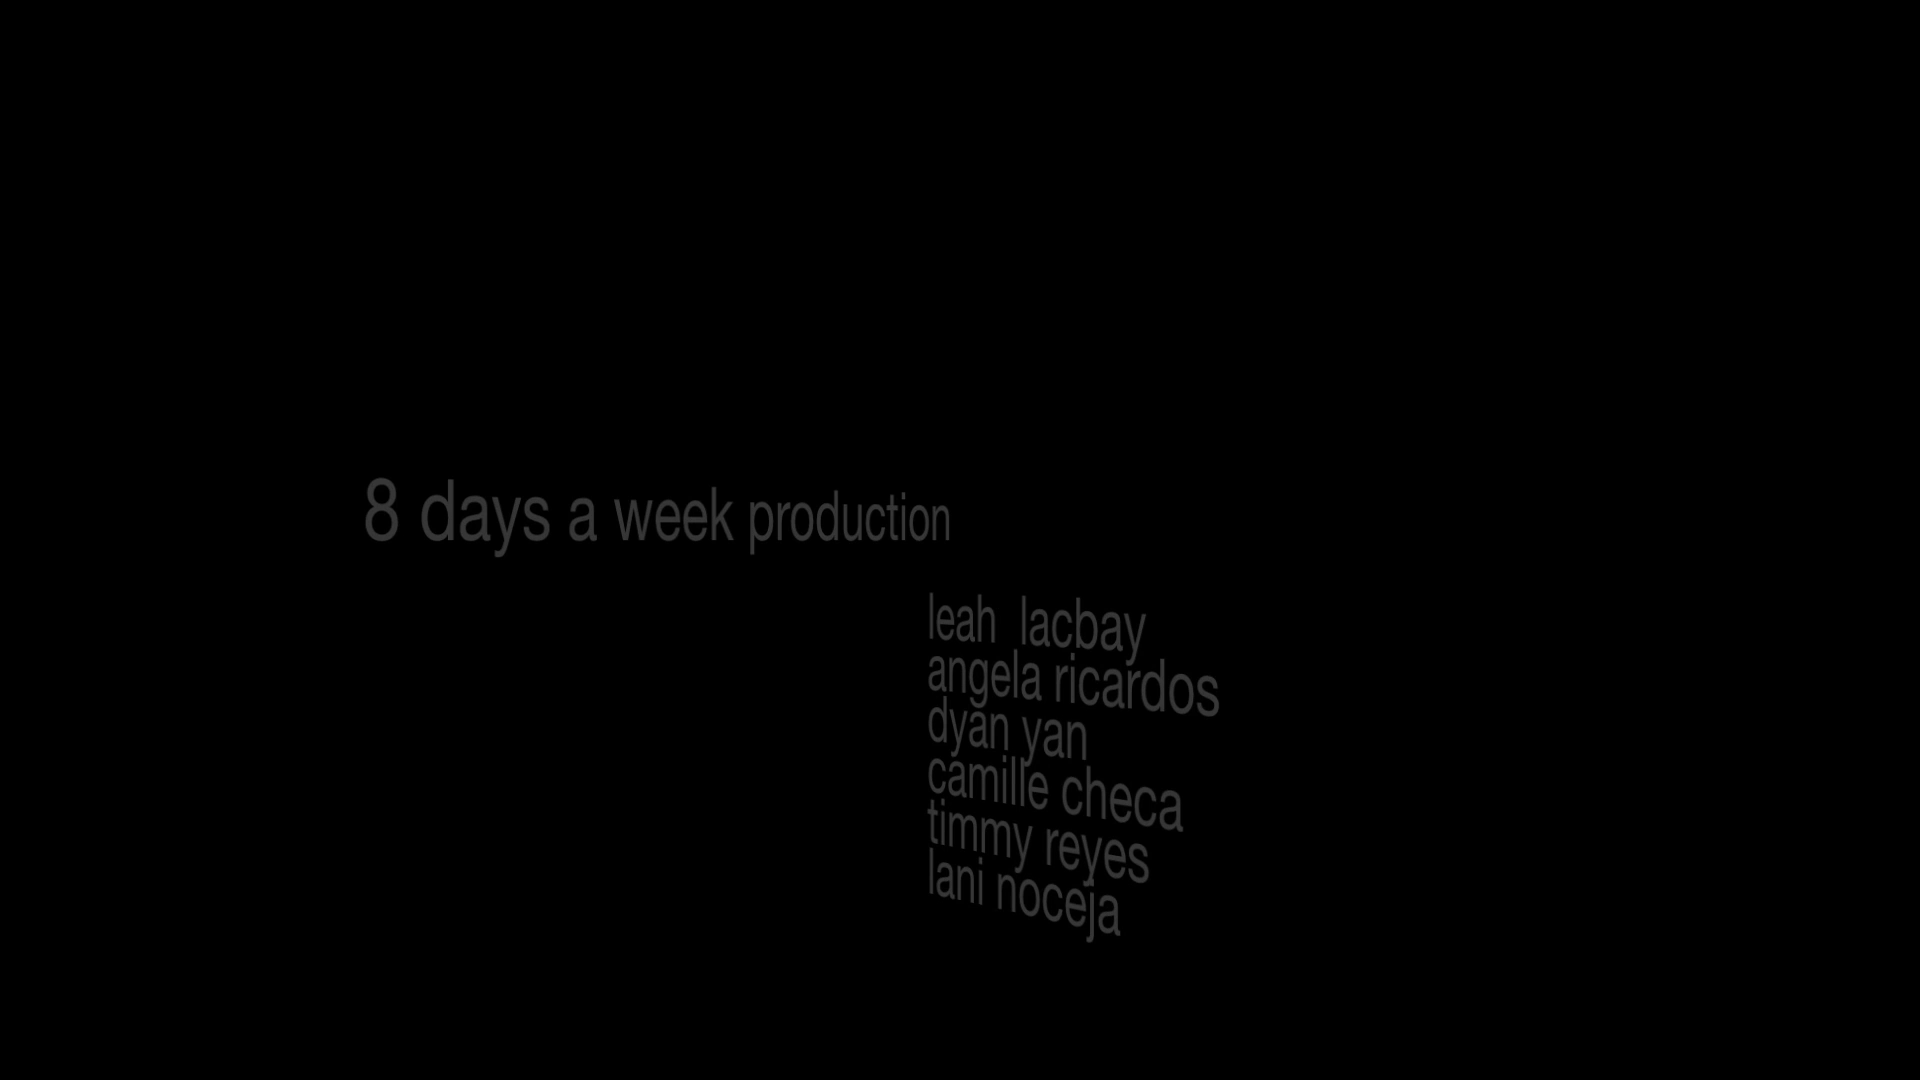 8 days a week production
leah  lacbay
angela ricardos
dyan yan
camille checa
timmy reyes
lani noceja